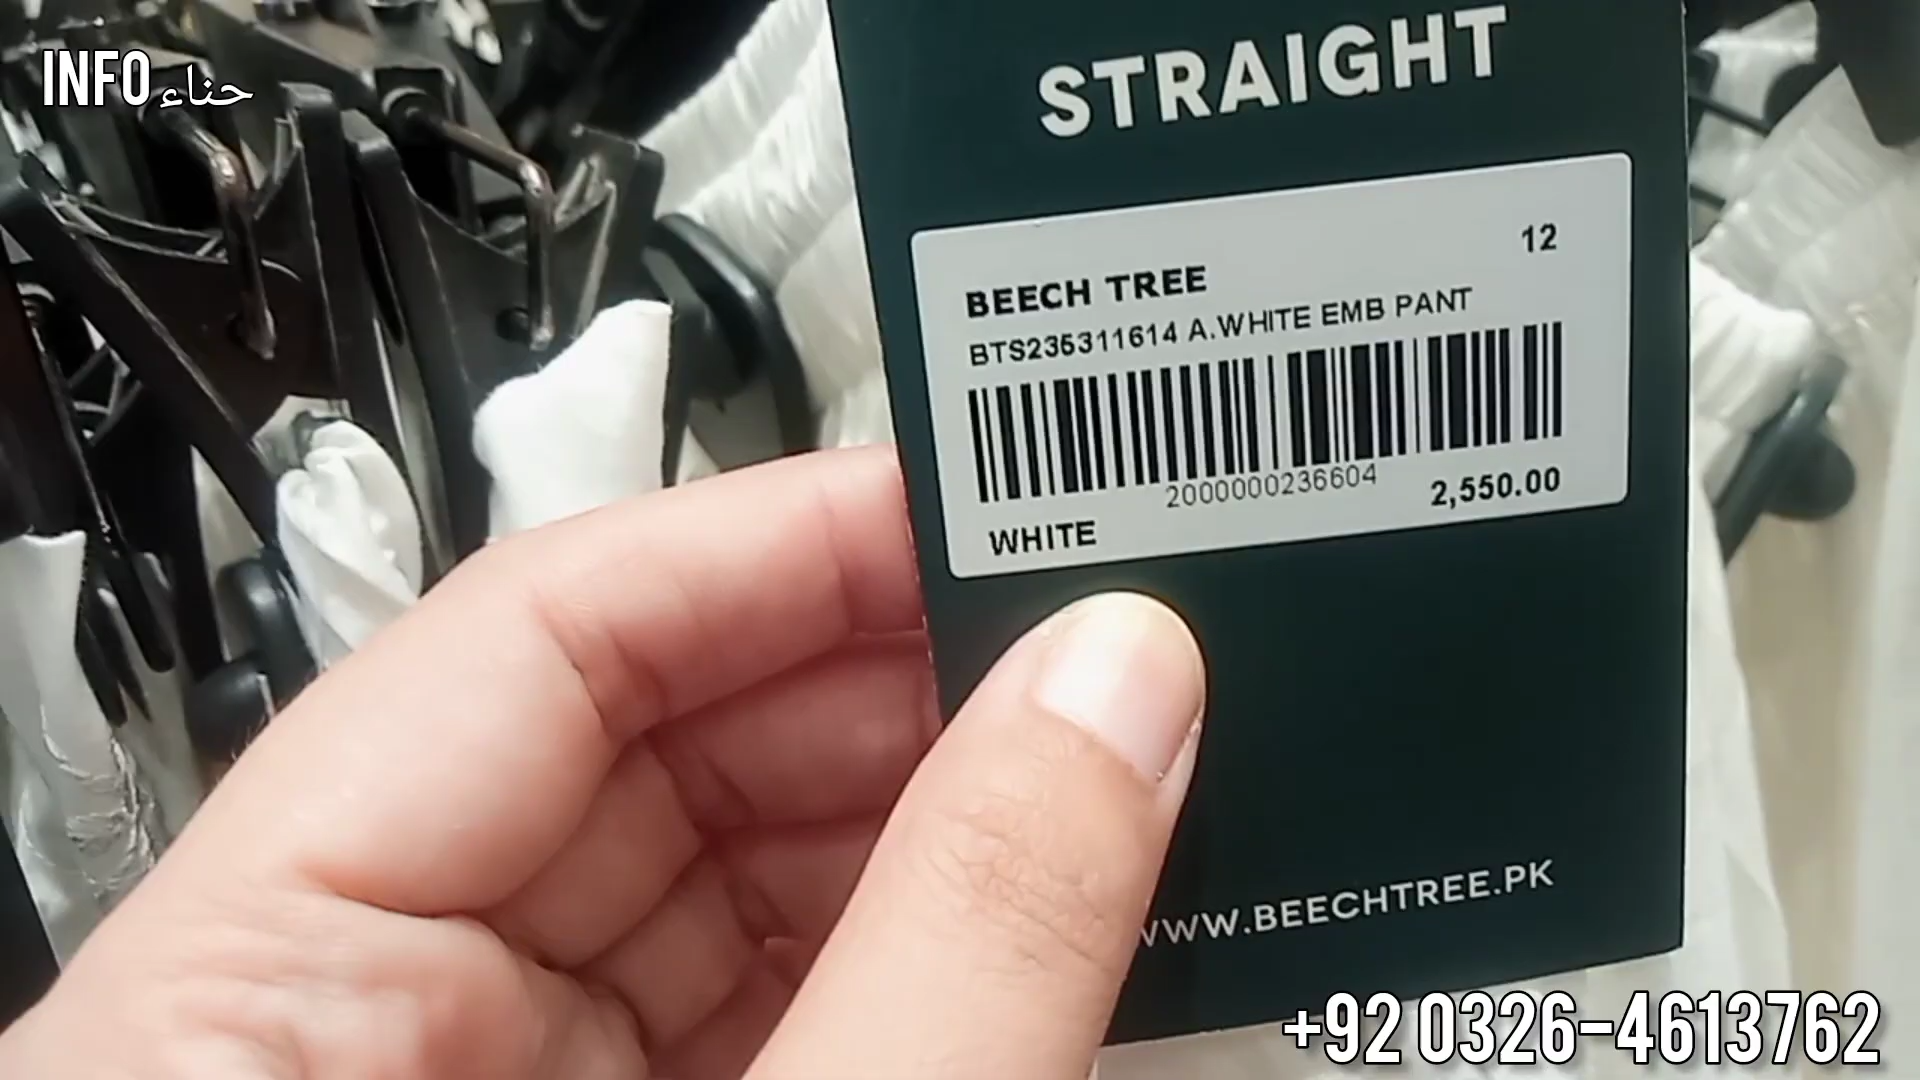 INFO حناء
STRAIGHT
12
BEECH TREE
BTS235311614 A.WHITE EMB PANT
2000000236604
2,550.00
WHITE
WWW.BEECHTREE.PK
+92 0326-4613762